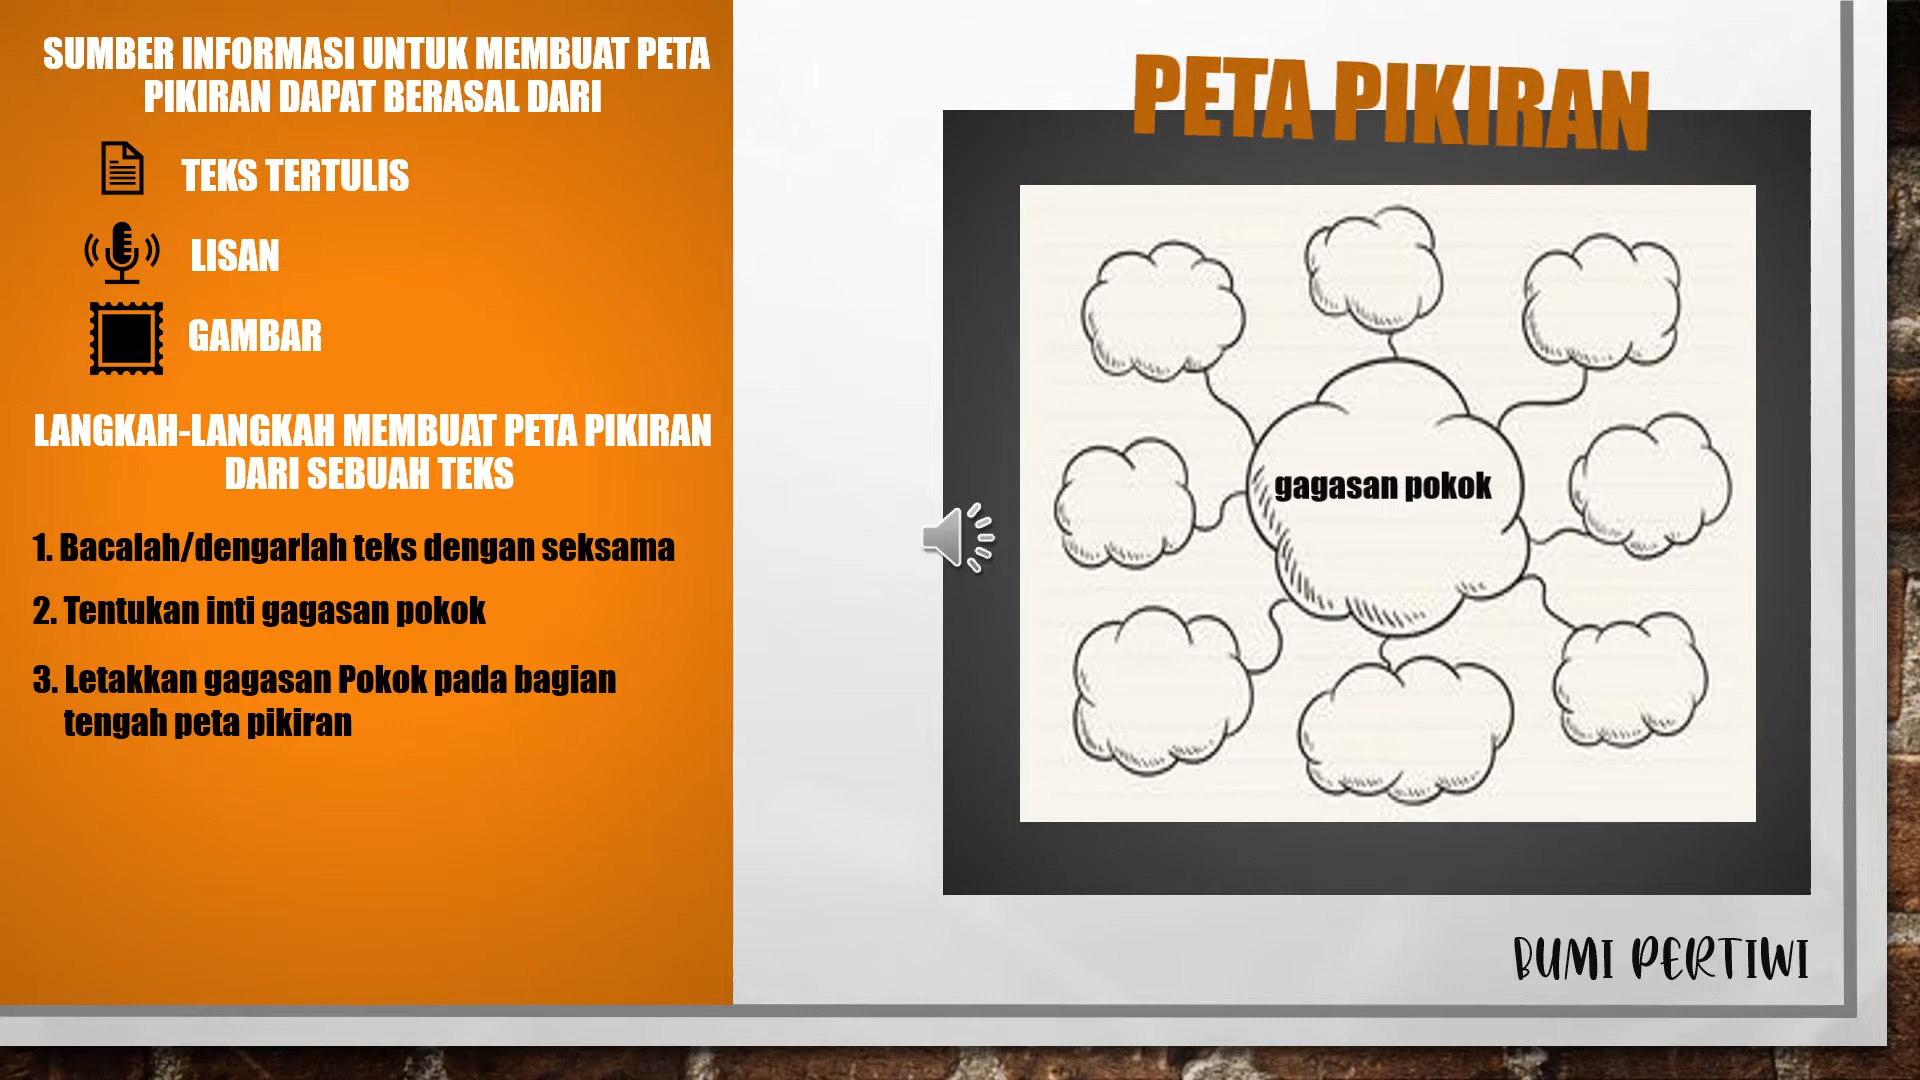 SUMBER INFORMASI UNTUK MEMBUAT PETA
PIKIRAN DAPAT BERASAL DARI
TEKS TERTULIS
LISAN
GAMBAR
LANGKAH-LANGKAH MEMBUAT PETA PIKIRAN
DARI SEBUAH TEKS
1. Bacalah/dengarlah teks dengan seksama
2. Tentukan inti gagasan pokok
3. Letakkan gagasan Pokok pada bagian
tengah peta pikiran
PETA PIKIRAN
gagasan pokok
BUMI PERTIWI